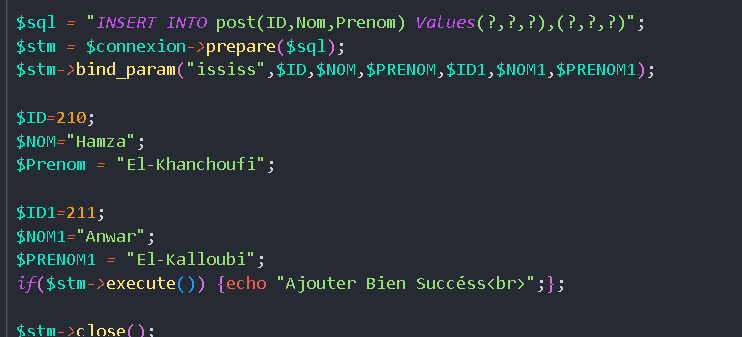 $sql = "INSERT INTO post(ID,Nom,Prenom) Values(?,?,?),(?,?,?)";
$stm = $connexion->prepare($sql);
$stm->bind_param("ississ",$ID,$NOM,$PRENOM,$ID1,$NOM1,$PRENOM1);
$ID=210;
$NOM="Hamza";
$Prenom = "El-Khanchoufi";
$ID1=211;
$NOM1="Anwar";
$PRENOM1 = "El-Kalloubi";
if($stm->execute()) {echo "Ajouter Bien Succéss<br>";};
$stm->close();